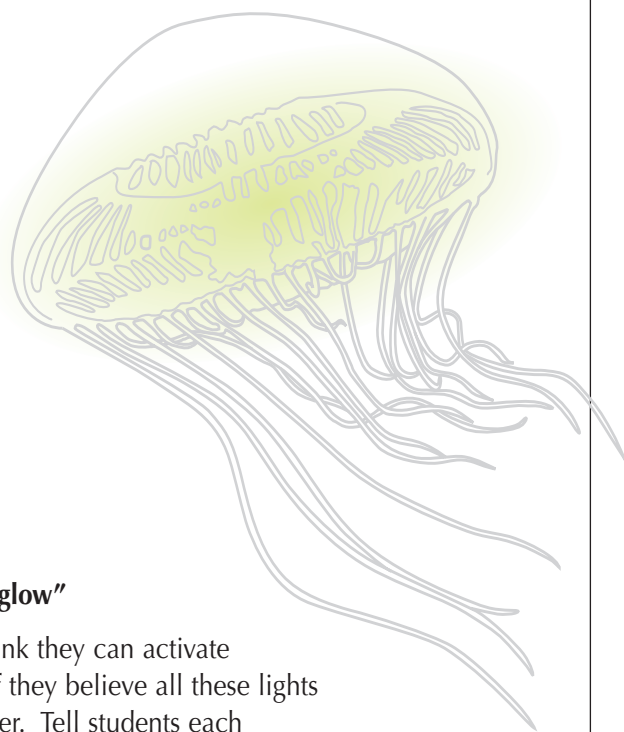 glow”
nk they can activate
they believe all these lights
er. Tell students each